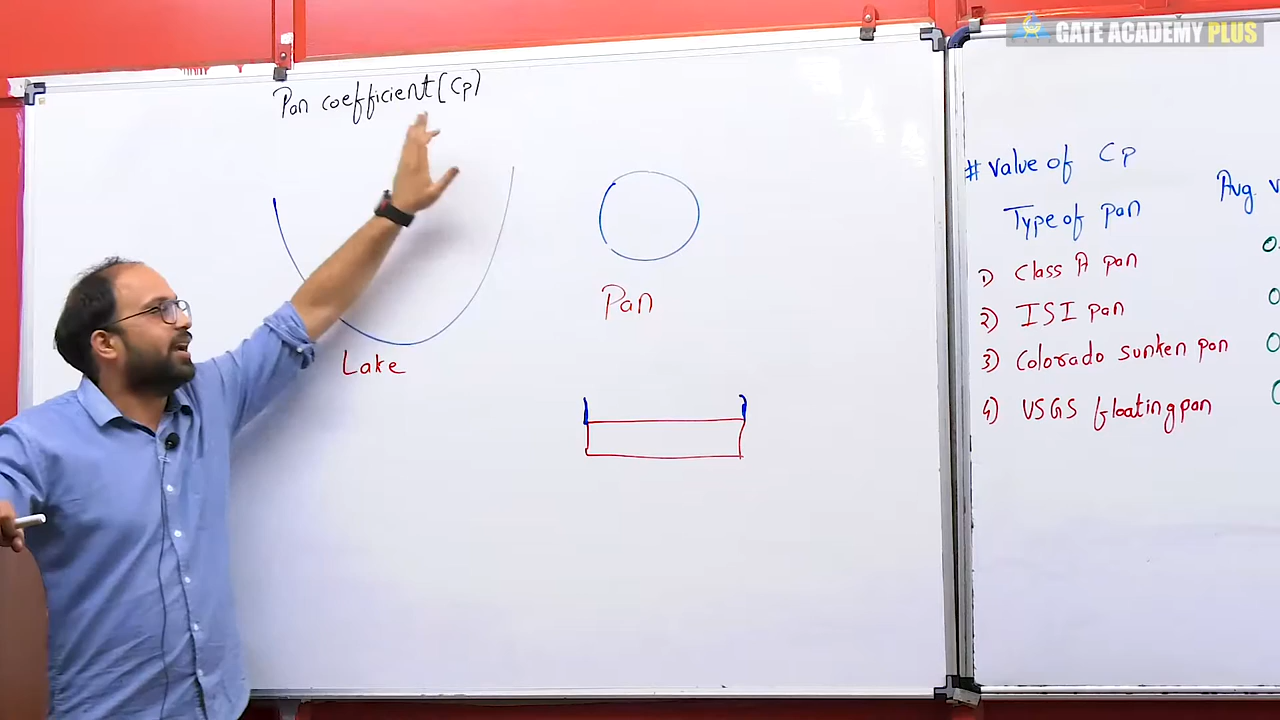 GATE ACADEMY PLUS
Pan coefficient (Cp)
Lake
Pan
# value of Cp
Type of pan
Avg.
1) Class A pan
2) ISI pan
3) Colorado sunken pan
4) USGS floating pan